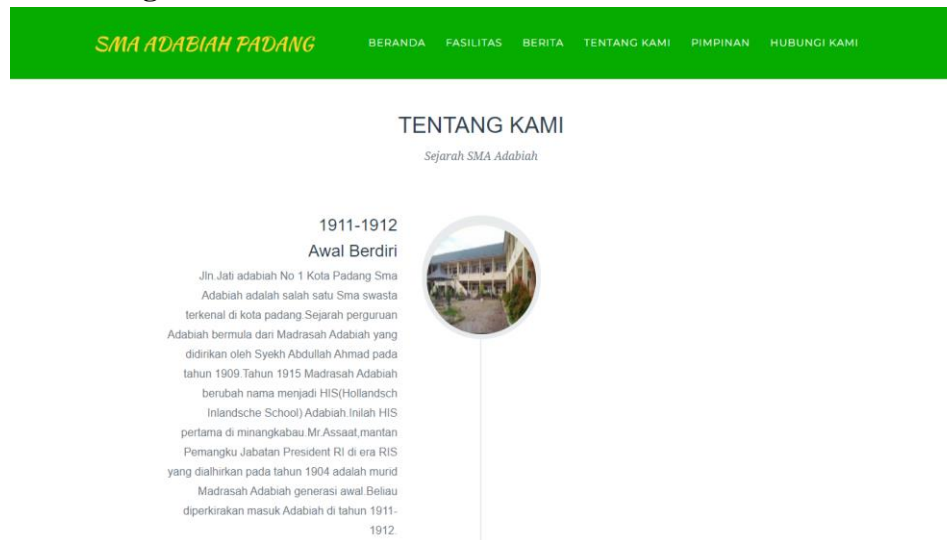 SMA ADABIAH PADANG
BERANDA FASILITAS BERITA TENTANG KAMI PIMPINAN HUBUNGI KAMI
TENTANG KAMI
Sejarah SMA Adabiah
1911-1912
Awal Berdiri
Jln.Jati adabiah No 1 Kota Padang Sma
Adabiah adalah salah satu Sma swasta
terkenal di kota padang.Sejarah perguruan
Adabiah bermula dari Madrasah Adabiah yang
didirikan oleh Syekh Abdullah Ahmad pada
tahun 1909.Tahun 1915 Madrasah Adabiah
berubah nama menjadi HIS(Hollandsch
Inlandsche School) Adabiah.Inilah HIS
pertama di minangkabau.Mr.Assaat,mantan
Pemangku Jabatan President RI di era RIS
yang dialhirkan pada tahun 1904 adalah murid
Madrasah Adabiah generasi awal.Beliau
diperkirakan masuk Adabiah di tahun 1911-
1912.